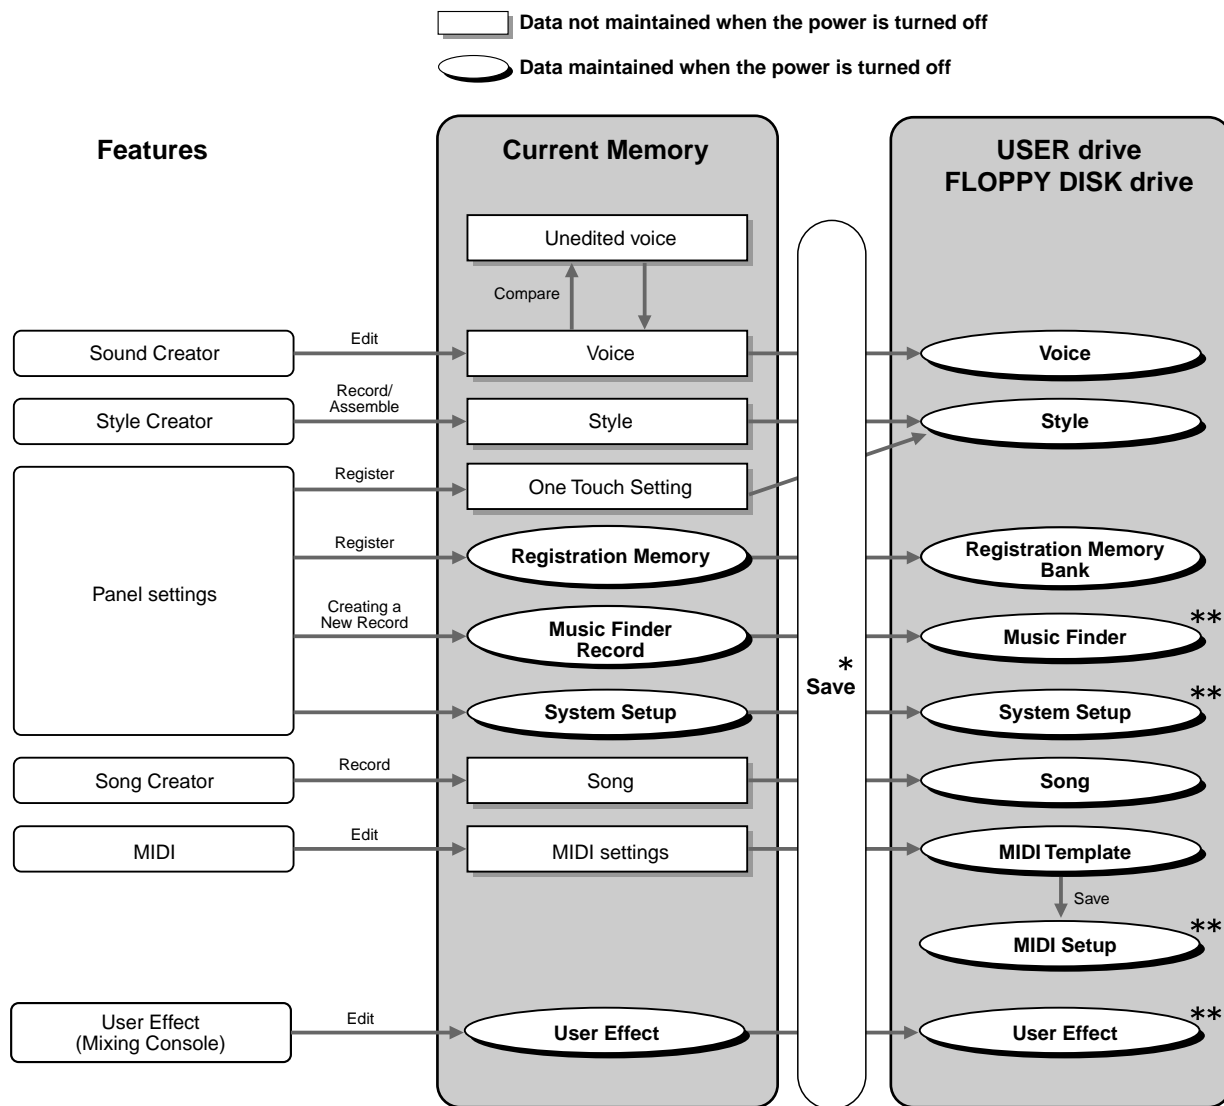 Data not maintained when the power is turned off
Data maintained when the power is turned off
Features
Current Memory
USER drive
FLOPPY DISK drive
Unedited voice
Compare
Sound Creator
Edit
Voice
Voice
Style Creator
Record/
Assemble
Style
Style
Panel settings
Register
One Touch Setting
Register
Registration Memory
Registration Memory
Bank
Creating a
New Record
Music Finder
Record
Music Finder
**
*
Save
System Setup
System Setup
**
Song Creator
Record
Song
Song
MIDI
Edit
MIDI settings
MIDI Template
Save
MIDI Setup
**
User Effect
(Mixing Console)
Edit
User Effect
User Effect
**